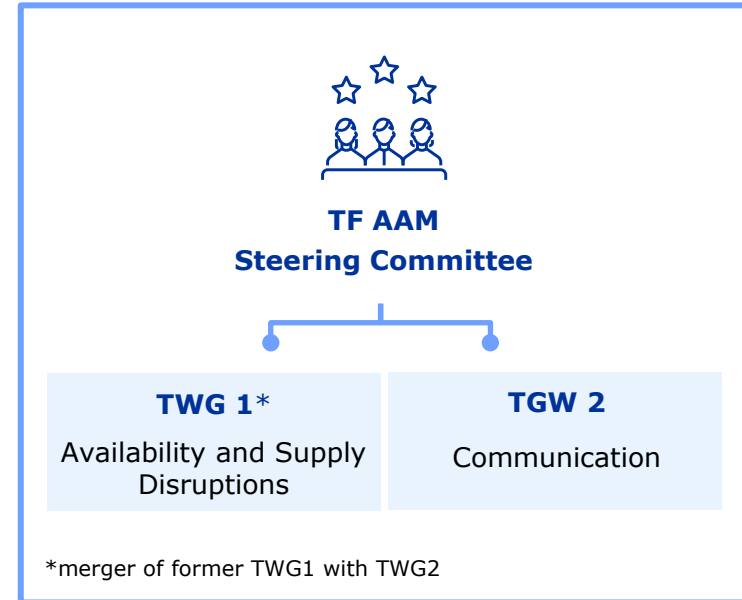 TF AAM
Steering Committee
TWG 1*
Availability and Supply
Disruptions
TGW 2
Communication
*merger of former TWG1 with TWG2